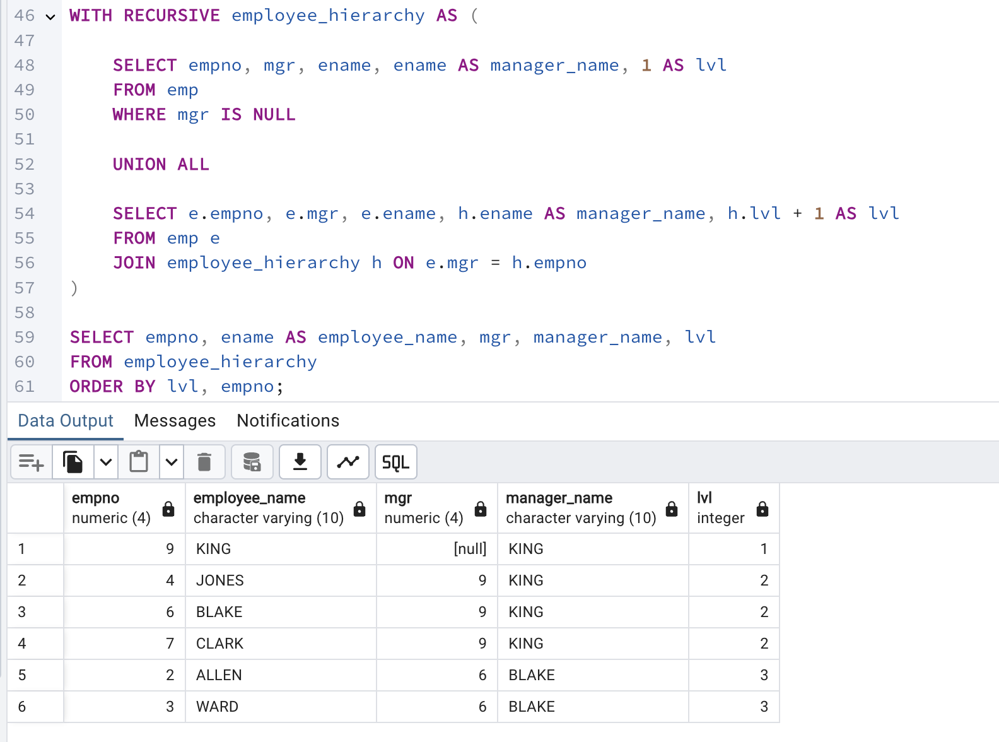 46 WITH RECURSIVE employee_hierarchy AS (
47
48 SELECT empno, mgr, ename, ename AS manager_name, 1 AS lvl
49 FROM emp
50 WHERE mgr IS NULL
51
52 UNION ALL
53
54 SELECT e.empno, e.mgr, e.ename, h.ename AS manager_name, h.lvl + 1 AS lvl
55 FROM emp e
56 JOIN employee_hierarchy h ON e.mgr = h.empno
57 )
58
59 SELECT empno, ename AS employee_name, mgr, manager_name, lvl
60 FROM employee_hierarchy
61 ORDER BY lvl, empno;
Data Output Messages Notifications
SQL
empno employee_name mgr manager_name lvl
numeric (4) character varying (10) numeric (4) character varying (10) integer
1 9 KING [null] KING 1
2 4 JONES 9 KING 2
3 6 BLAKE 9 KING 2
4 7 CLARK 9 KING 2
5 2 ALLEN 6 BLAKE 3
6 3 WARD 6 BLAKE 3